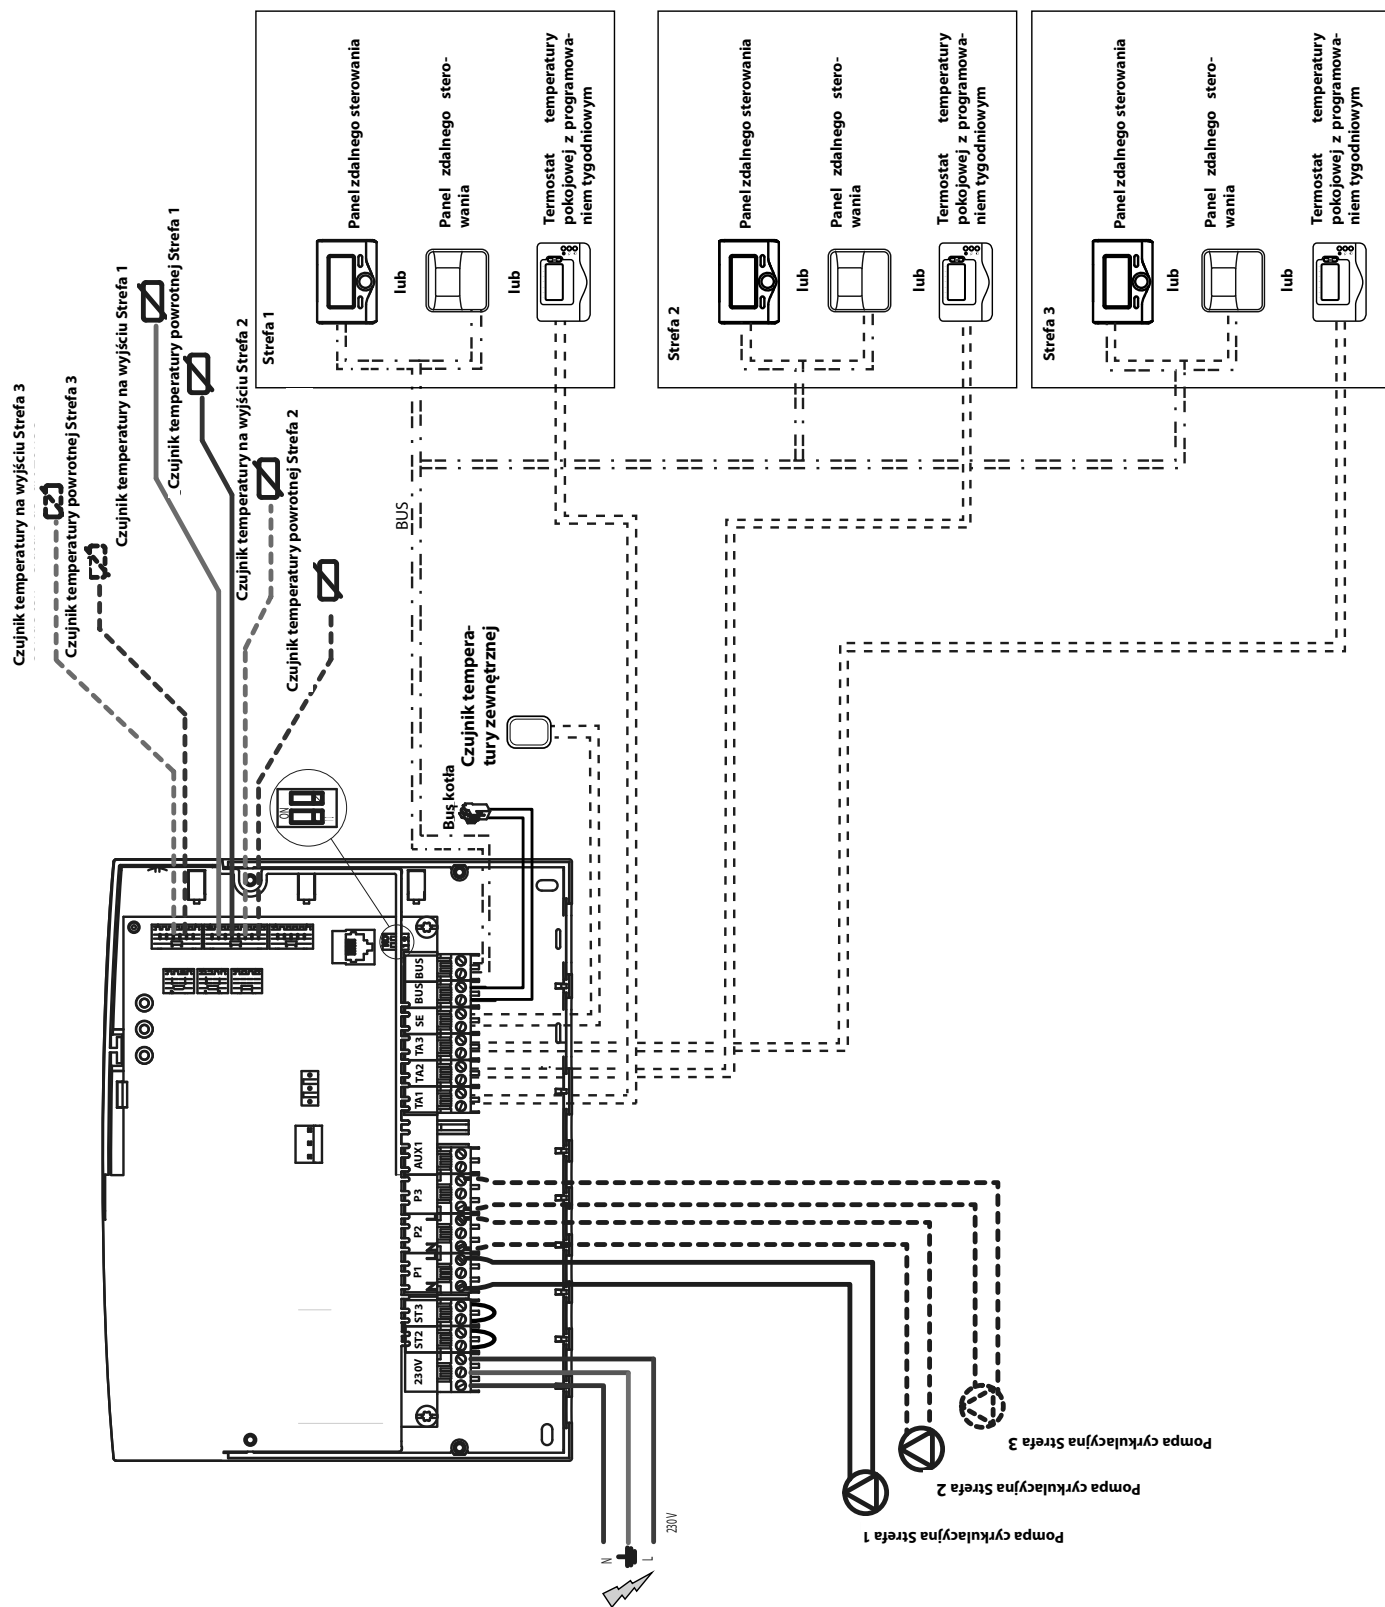 Czujnik temperatury na wyjściu Strefa 3
Czujnik temperatury powrotnej Strefa 3
Czujnik temperatury na wyjściu Strefa 1
Czujnik temperatury powrotnej Strefa 1
Czujnik temperatury na wyjściu Strefa 2
Czujnik temperatury powrotnej Strefa 2
Strefa 1
Panel zdalnego sterowania
lub
Panel zdalnego stero-
wania
lub
Termostat temperatury
pokojowej z programowa-
niem tygodniowym
Strefa 2
Panel zdalnego sterowania
lub
Panel zdalnego stero-
wania
lub
Termostat temperatury
pokojowej z programowa-
niem tygodniowym
Strefa 3
Panel zdalnego sterowania
lub
Panel zdalnego stero-
wania
lub
Termostat temperatury
pokojowej z programowa-
niem tygodniowym
BUS
Czujnik tempera-
tury zewnętrznej
Bus kotła
ON
BUS
BUS
SE
TA3
TA2
TA1
AUX1
P3
P2
P1
ST3
ST2
230V
L
N
L
N
N
L
230V
Pompa cyrkulacyjna Strefa 1
Pompa cyrkulacyjna Strefa 2
Pompa cyrkulacyjna Strefa 3